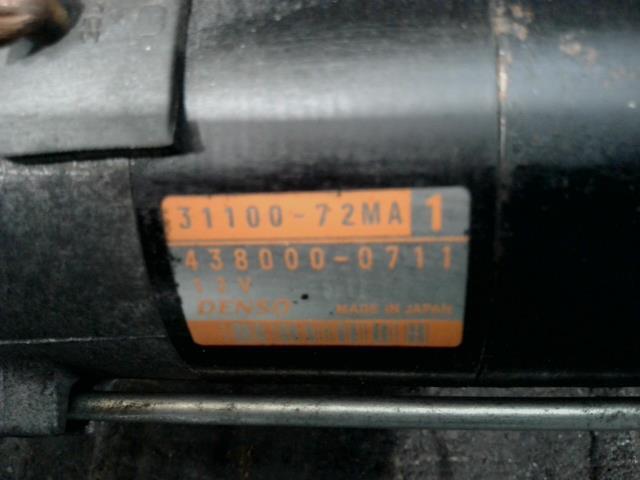 31100-72MA 1
438000-0711
12V
DENSO MADE IN JAPAN